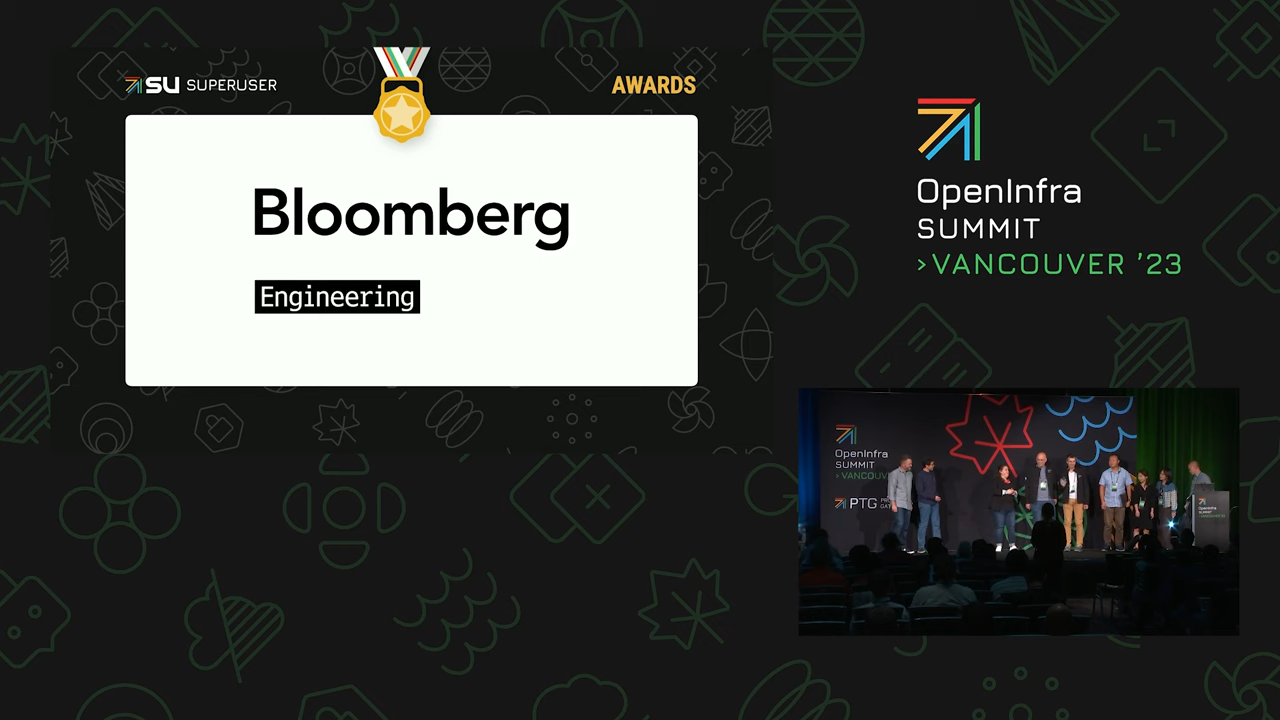 SU SUPERUSER
AWARDS
Bloomberg
Engineering
OpenInfra
SUMMIT
>VANCOUVER ’23
OpenInfra
SUMMIT
PTG